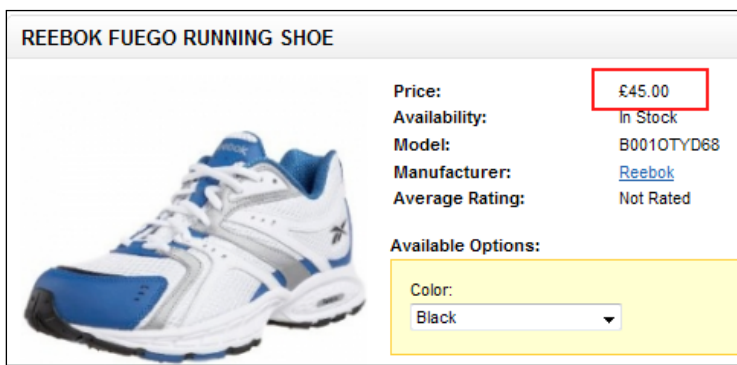 REEBOK FUEGO RUNNING SHOE
Reebok
Price: £45.00
Availability: In Stock
Model: B001OTYD68
Manufacturer: Reebok
Average Rating: Not Rated
Available Options:
Color:
Black